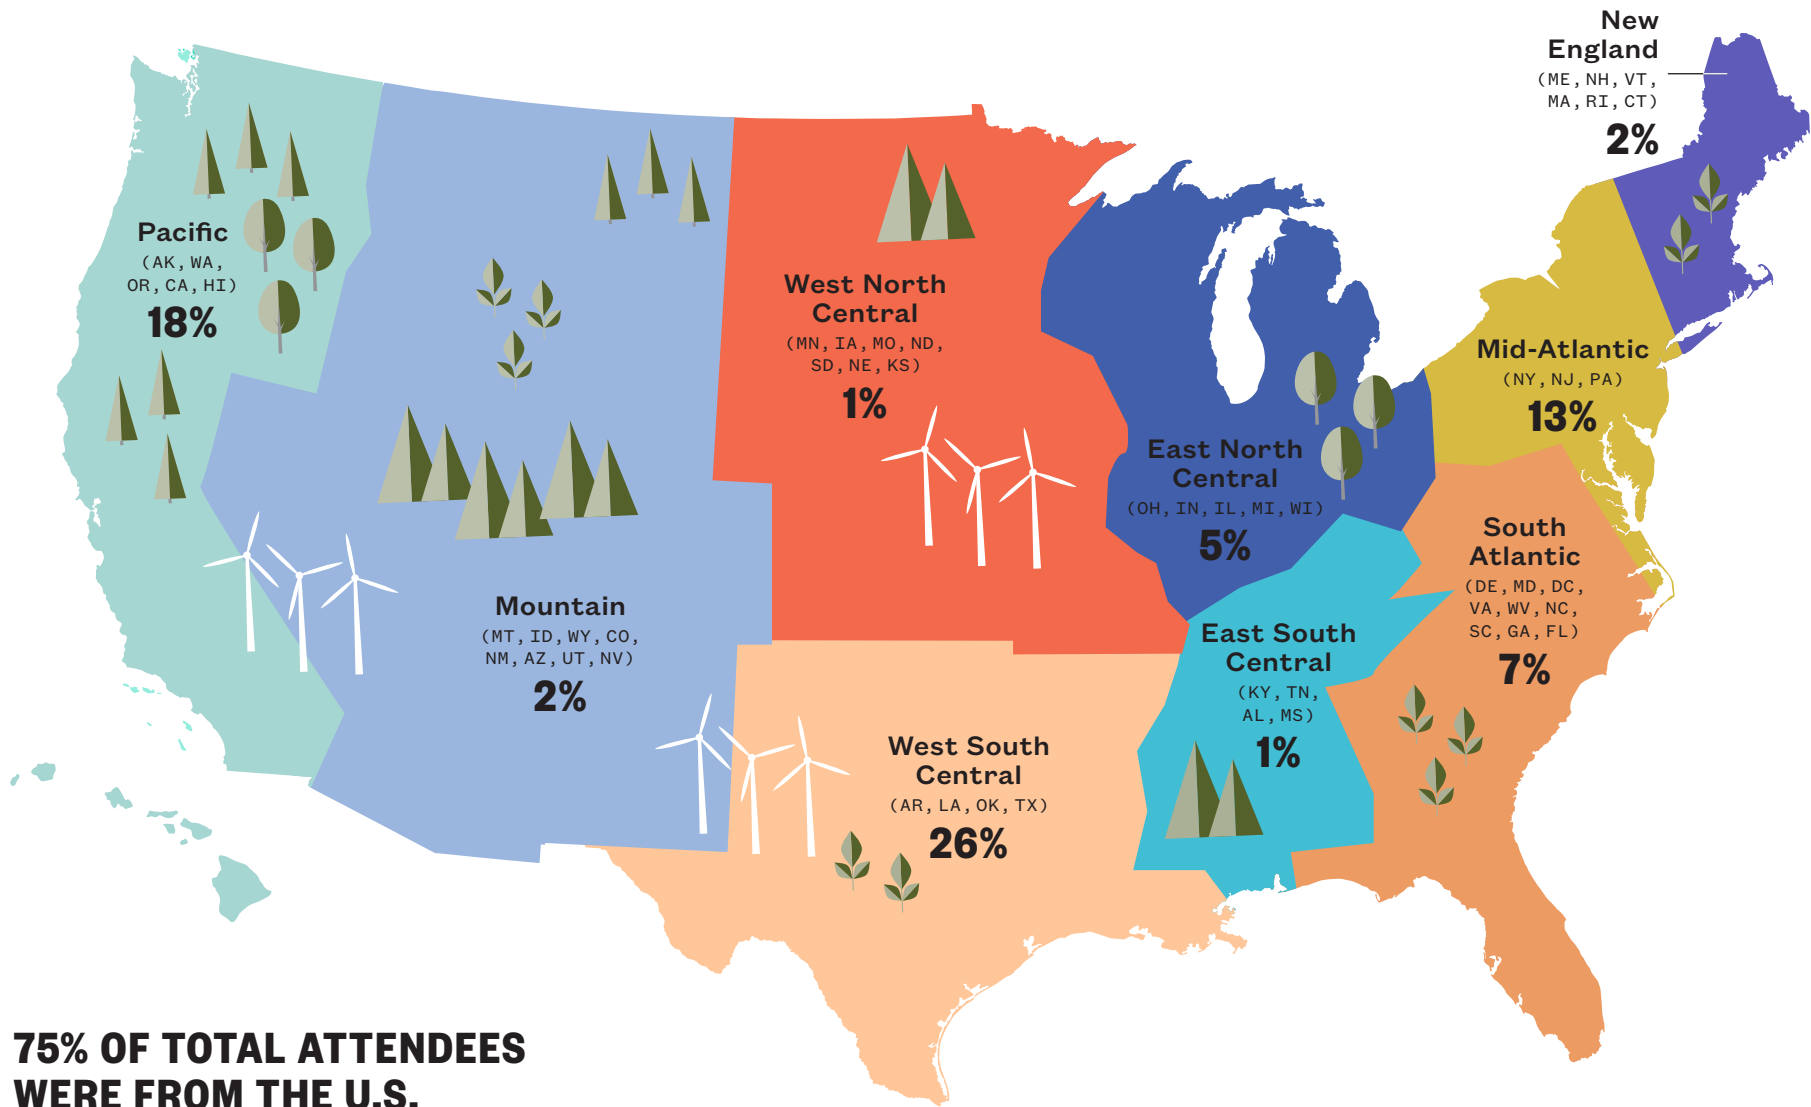 New
England
(ME, NH, VT,
MA, RI, CT)
2%
Pacific
(AK, WA,
OR, CA, HI)
18%
West North
Central
(MN, IA, MO, ND,
SD, NE, KS)
1%
Mid-Atlantic
(NY, NJ, PA)
13%
East North
Central
(OH, IN, IL, MI, WI)
5%
South
Atlantic
(DE, MD, DC,
VA, WV, NC,
SC, GA, FL)
7%
Mountain
(MT, ID, WY, CO,
NM, AZ, UT, NV)
2%
East South
Central
(KY, TN,
AL, MS)
1%
West South
Central
(AR, LA, OK, TX)
26%
75% OF TOTAL ATTENDEES
WERE FROM THE U.S.